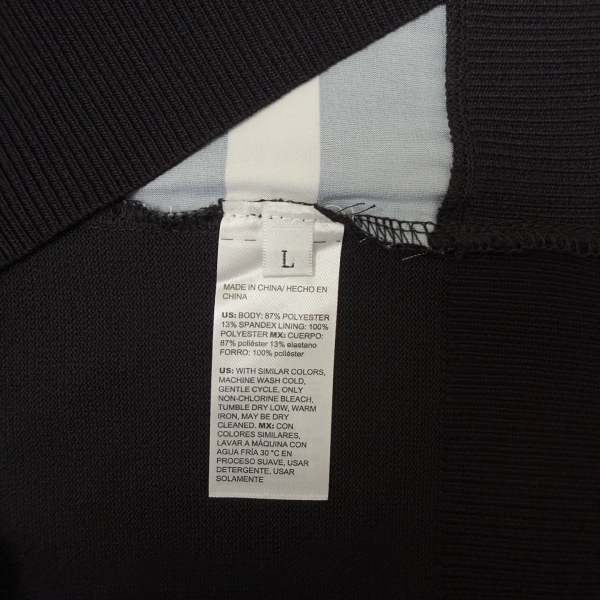 L
MADE IN CHINA/ HECHO EN
CHINA
US: BODY: 87% POLYESTER
13% SPANDEX LINING: 100%
POLYESTER MX: CUERPO:
87% poliéster 13% elastano
FORRO: 100% poliéster
US: WITH SIMILAR COLORS,
MACHINE WASH COLD,
GENTLE CYCLE, ONLY
NON-CHLORINE BLEACH,
TUMBLE DRY LOW, WARM
IRON, MAY BE DRY
CLEANED. MX: CON
COLORES SIMILARES,
LAVAR A MÁQUINA CON
AGUA FRÍA 30 °C EN
PROCESO SUAVE, USAR
DETERGENTE, USAR
SOLAMENTE